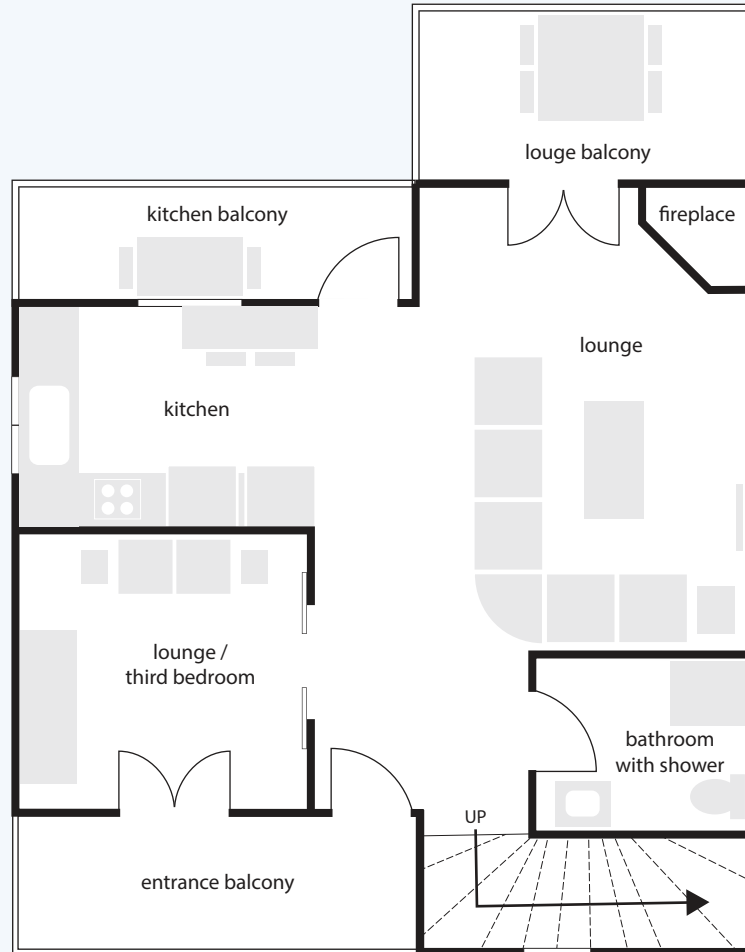 louge balcony
kitchen balcony
fireplace
lounge
kitchen
lounge /
third bedroom
bathroom
with shower
UP
entrance balcony